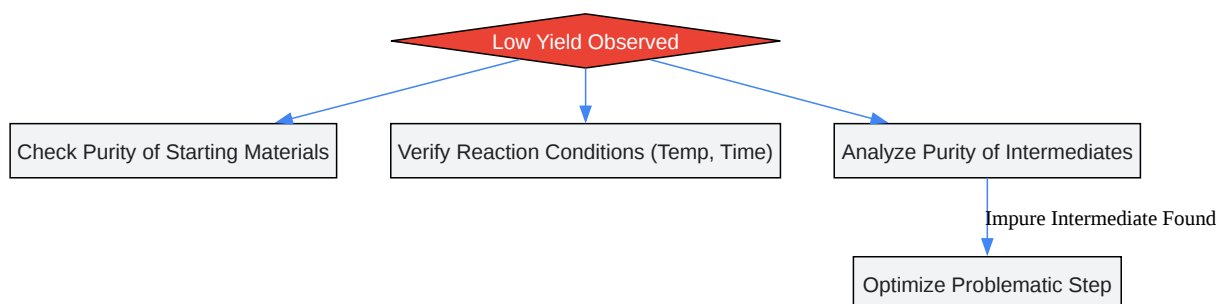 Low Yield Observed
Check Purity of Starting Materials
Verify Reaction Conditions (Temp, Time)
Analyze Purity of Intermediates
Impure Intermediate Found
Optimize Problematic Step